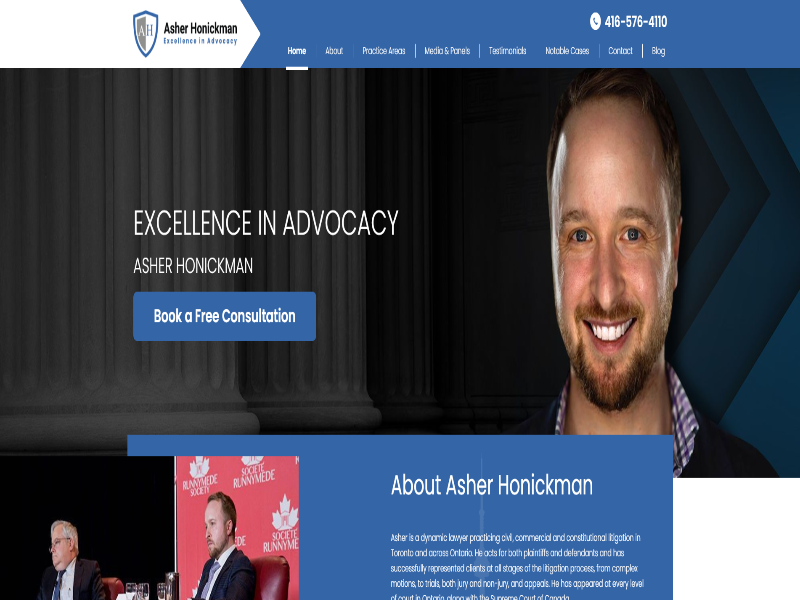 AH
Asher Honickman
Excellence in Advocacy
416-576-4110
Home About Practice Areas Media & Panels Testimonials Notable Cases Contact Blog
EXCELLENCE IN ADVOCACY
ASHER HONICKMAN
Book a Free Consultation
RUNNYMEDE
SOCIETY
SOCIÉTÉ
RUNNYMEDE
SOCIÉTÉ
RUNNYME
About Asher Honickman
Asher is a dynamic lawyer practicing civil, commercial and constitutional litigation in
Toronto and across Ontario. He acts for both plaintiffs and defendants and has
successfully represented clients at all stages of the litigation process, from complex
motions, to trials, both jury and non-jury, and appeals. He has appeared at every level
of court in Ontario, along with the Supreme Court of Canada.